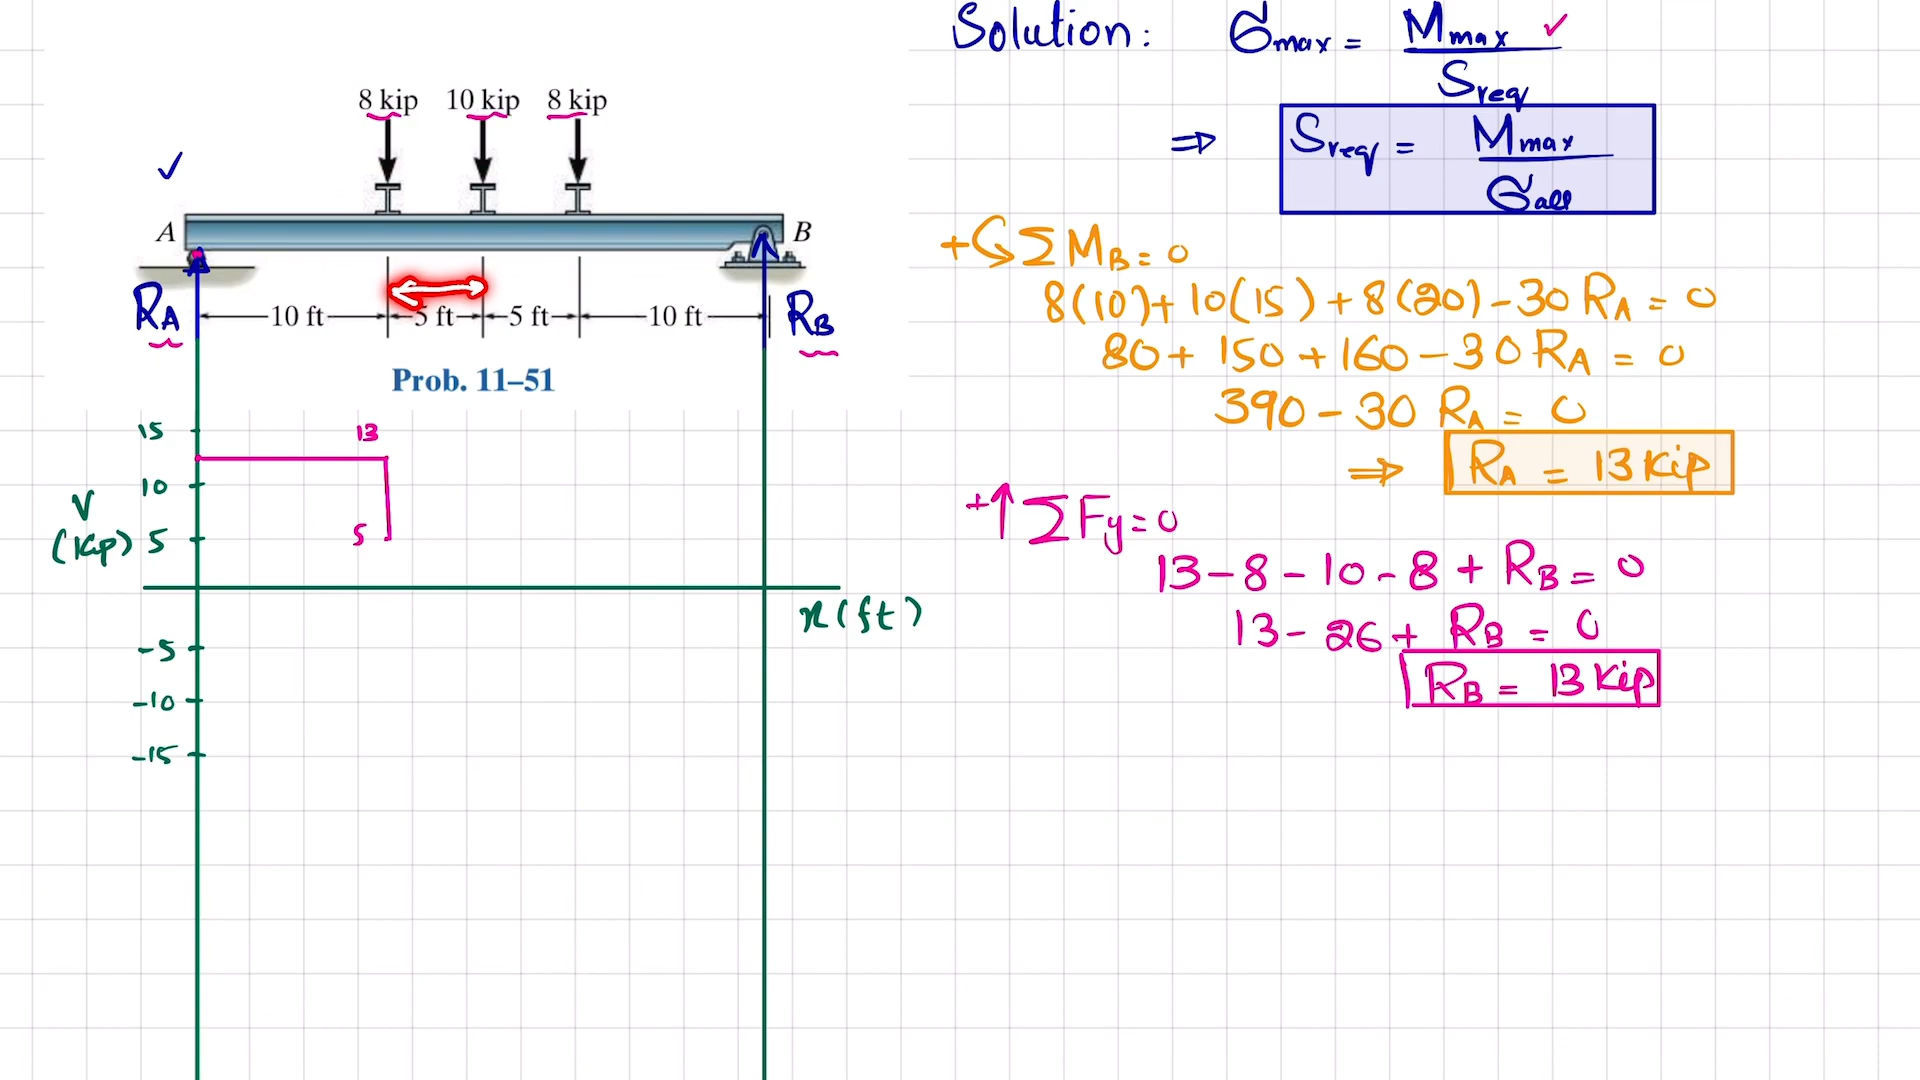 Solution: σmax = Mmax / Sreq ✓
⇒ Sreq = Mmax / σall
8 kip 10 kip 8 kip
✓
A B
RA 10 ft 5 ft 5 ft 10 ft RB
Prob. 11–51
+↺ ΣMB = 0
8(10) + 10(15) + 8(20) - 30 RA = 0
80 + 150 + 160 - 30 RA = 0
390 - 30 RA = 0
⇒ RA = 13 Kip
+↑ ΣFy = 0
13 - 8 - 10 - 8 + RB = 0
13 - 26 + RB = 0
RB = 13 Kip
V
(Kip)
15
10
5
-5
-10
-15
13
5
x(ft)